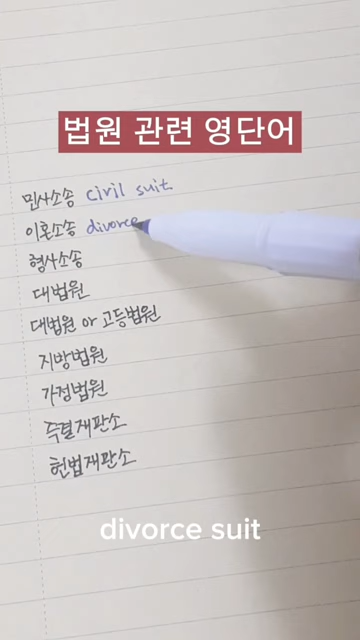 법원 관련 영단어
민사소송 civil suit
이혼소송 divorce
형사소송
대법원
대법원 or 고등법원
지방법원
가정법원
즉결재판소
헌법재판소
divorce suit